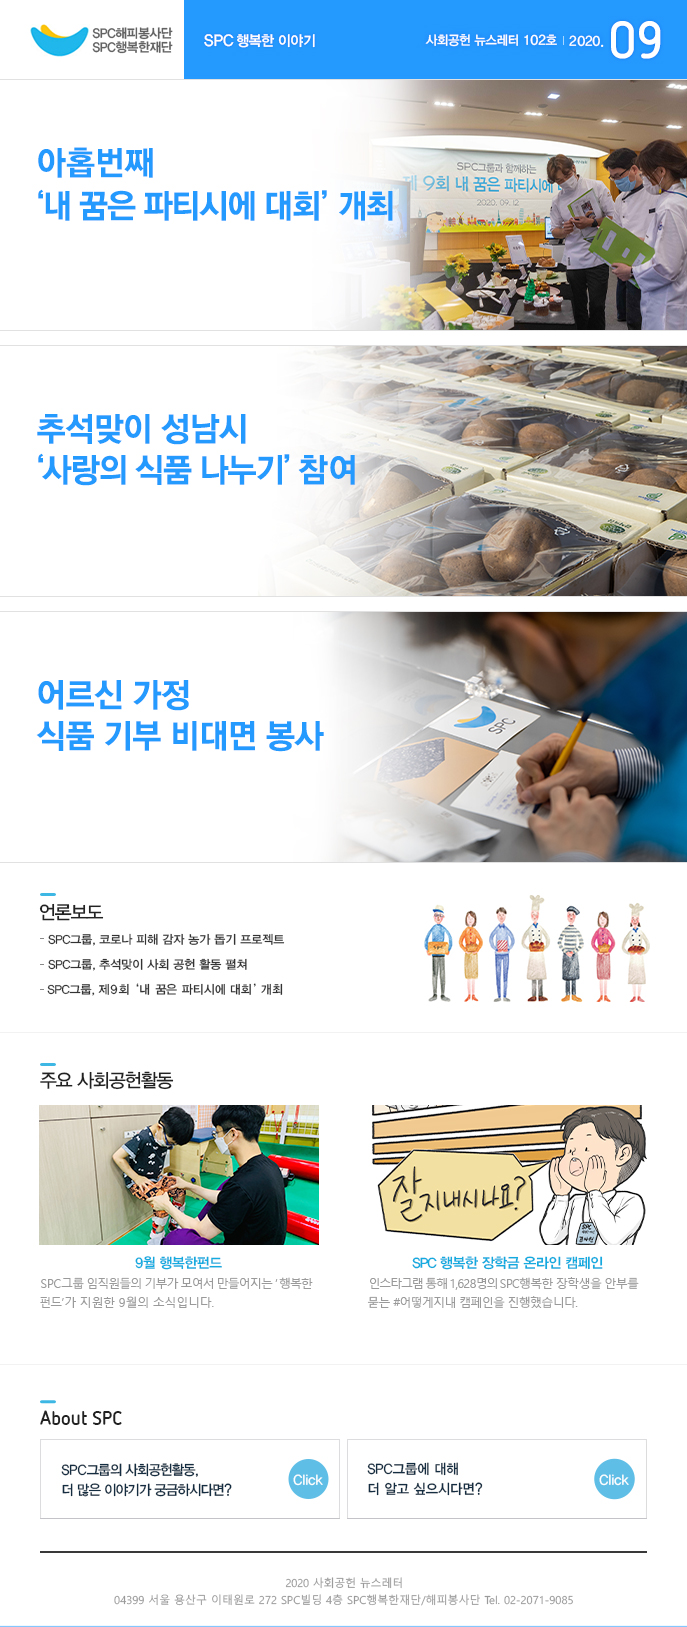 SPC해피봉사단
SPC행복한재단
SPC 행복한 이야기
사회공헌 뉴스레터 102호 | 2020. 09
아홉번째
‘내 꿈은 파티시에 대회’ 개최
SPC그룹과 함께하는
제 9회 내 꿈은 파티시에
2020. 09. 12
추석맞이 성남시
‘사랑의 식품 나누기’ 참여
어르신 가정
식품 기부 비대면 봉사
SPC
SPC
언론보도
- SPC그룹, 코로나 피해 감자 농가 돕기 프로젝트
- SPC그룹, 추석맞이 사회 공헌 활동 펼쳐
- SPC그룹, 제9회 ‘내 꿈은 파티시에 대회’ 개최
SPC
주요 사회공헌활동
잘 지내시나요?
SPC
9월 행복한펀드
SPC그룹 임직원들의 기부가 모여서 만들어지는 ‘행복한
펀드’가 지원한 9월의 소식입니다.
SPC 행복한 장학금 온라인 캠페인
인스타그램 통해 1,628명의 SPC행복한 장학생을 안부를
묻는 #어떻게지내 캠페인을 진행했습니다.
About SPC
SPC그룹의 사회공헌활동,
더 많은 이야기가 궁금하시다면?
Click
SPC그룹에 대해
더 알고 싶으시다면?
Click
2020 사회공헌 뉴스레터
04399 서울 용산구 이태원로 272 SPC빌딩 4층 SPC행복한재단/해피봉사단 Tel. 02-2071-9085